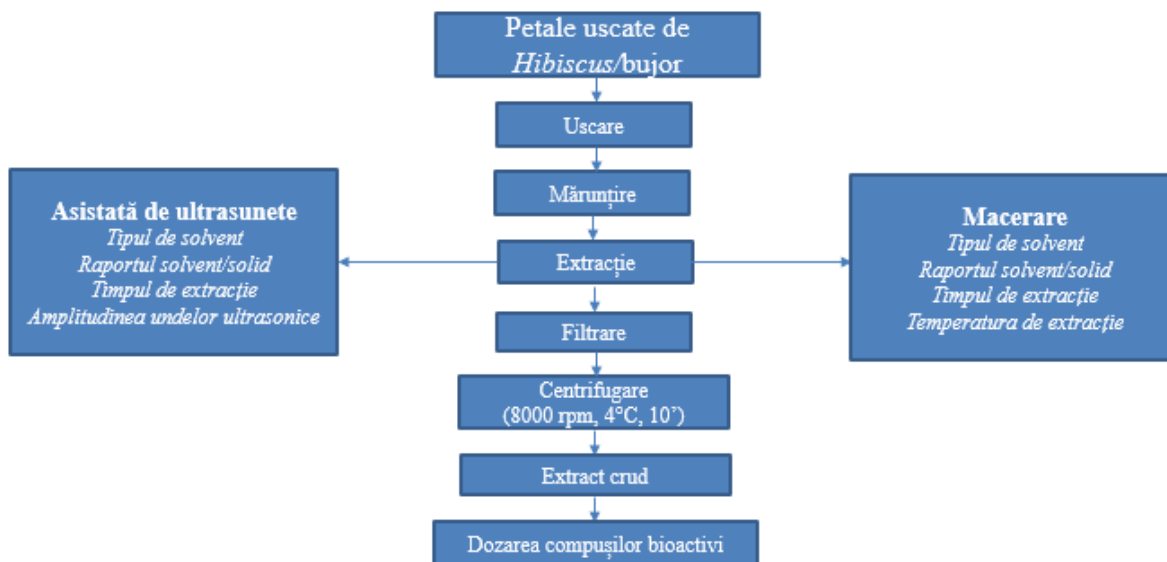 Petale uscate de
Hibiscus/bujor
Uscare
Mărunțire
Asistată de ultrasunete
Tipul de solvent
Raportul solvent/solid
Timpul de extracție
Amplitudinea undelor ultrasonice
Extracție
Macerare
Tipul de solvent
Raportul solvent/solid
Timpul de extracție
Temperatura de extracție
Filtrare
Centrifugare
(8000 rpm, 4°C, 10’)
Extract crud
Dozarea compușilor bioactivi